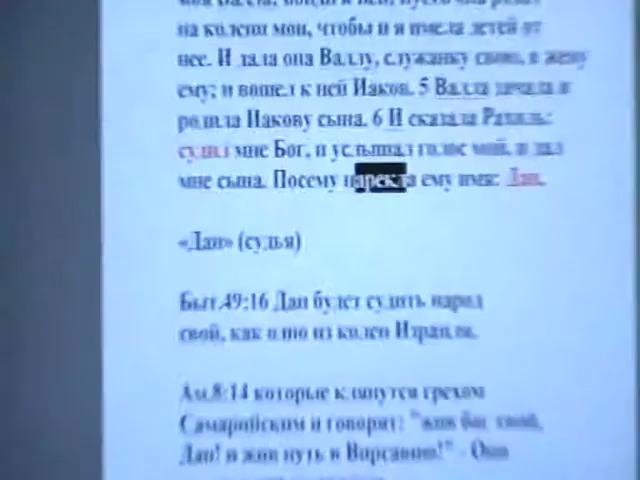 на колени мои, чтобы и я имела детей от
нее. И дала она Валлу, служанку свою, в жену
ему; и вошел к ней Иаков. 5 Валла зачала и
родила Иакову сына. 6 И сказала Рахиль:
судил мне Бог, и услышал голос мой, и дал
мне сына. Посему нарекла ему имя: Дан.
«Дан» (судья)
Быт.49:16 Дан будет судить народ
свой, как одно из колен Израиля.
Ам.8:14 которые клянутся грехом
Самарийским и говорят: "жив бог твой,
Дан! и жив путь в Вирсавию!" - Они